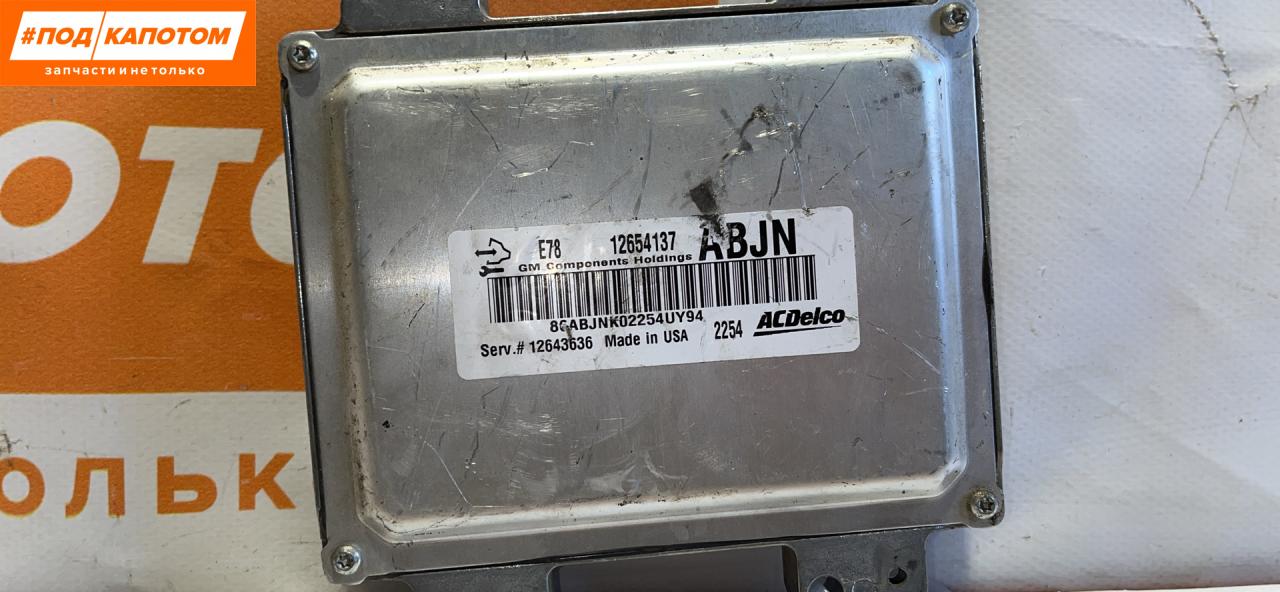 #ПОД КАПОТОМ
запчасти и не только
ОТО
ОЛЬК
E78 12654137 ABJN
GM Components Holdings
86ABJNK02254UY94
Serv.# 12643636 Made in USA 2254 ACDelco